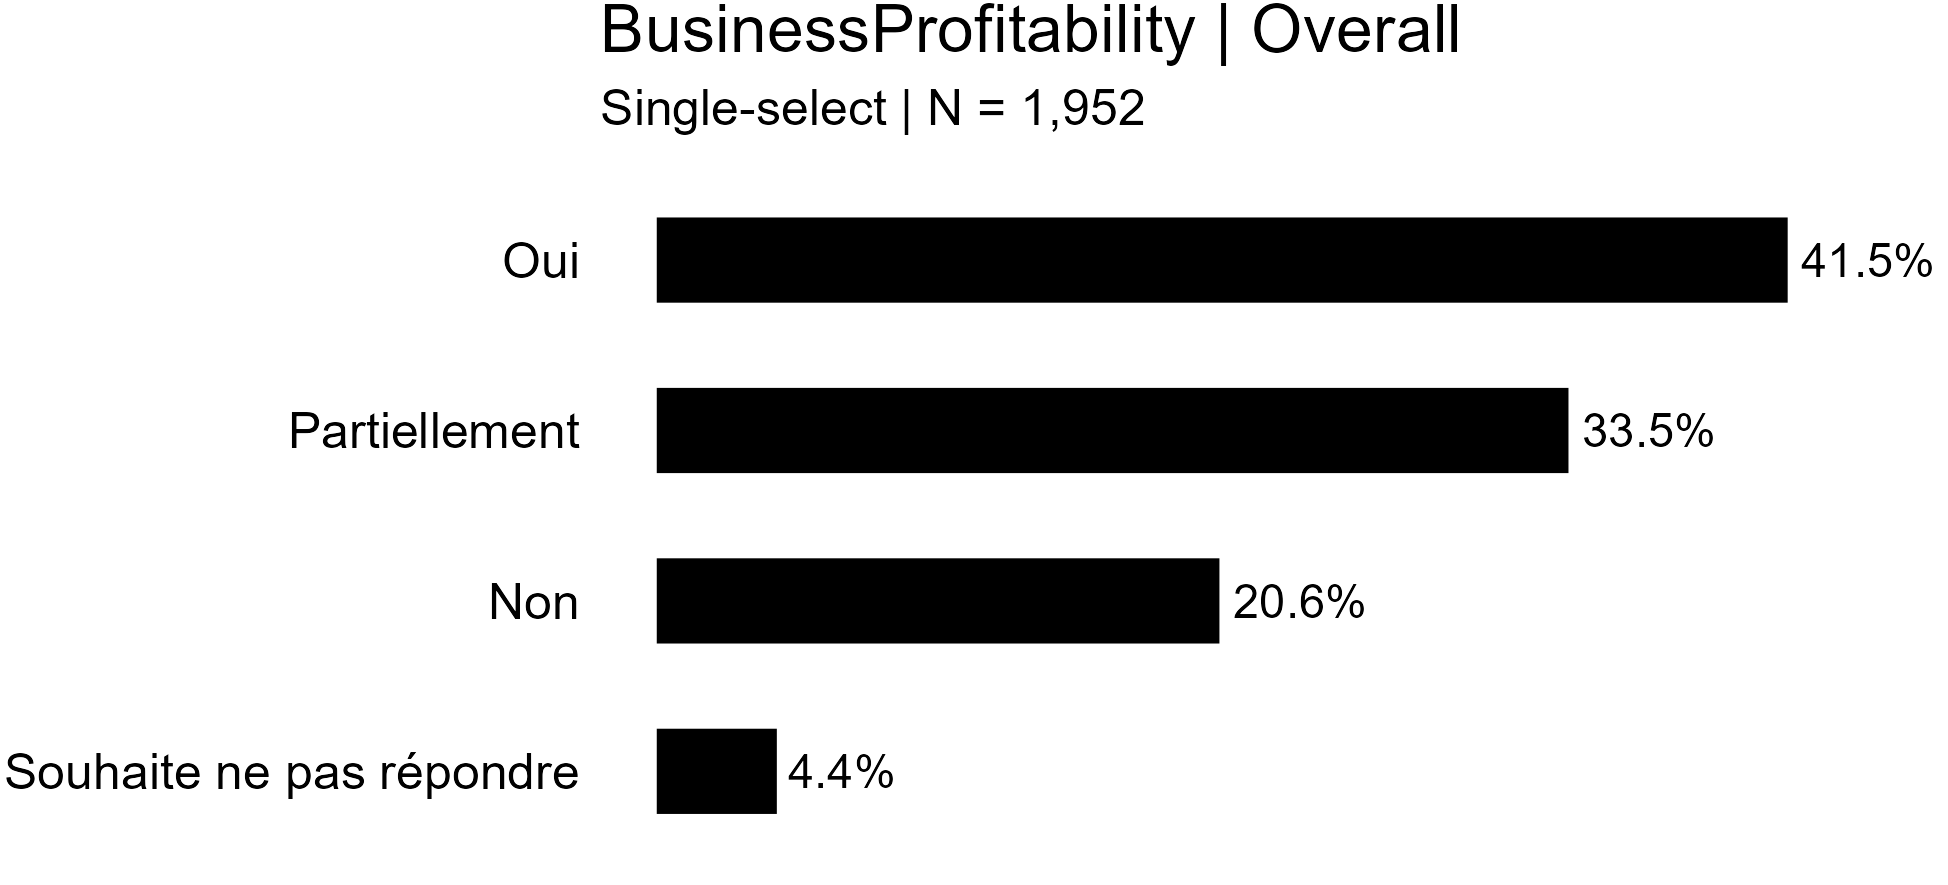 BusinessProfitability | Overall
Single-select | N = 1,952
Oui 41.5%
Partiellement 33.5%
Non 20.6%
Souhaite ne pas répondre 4.4%